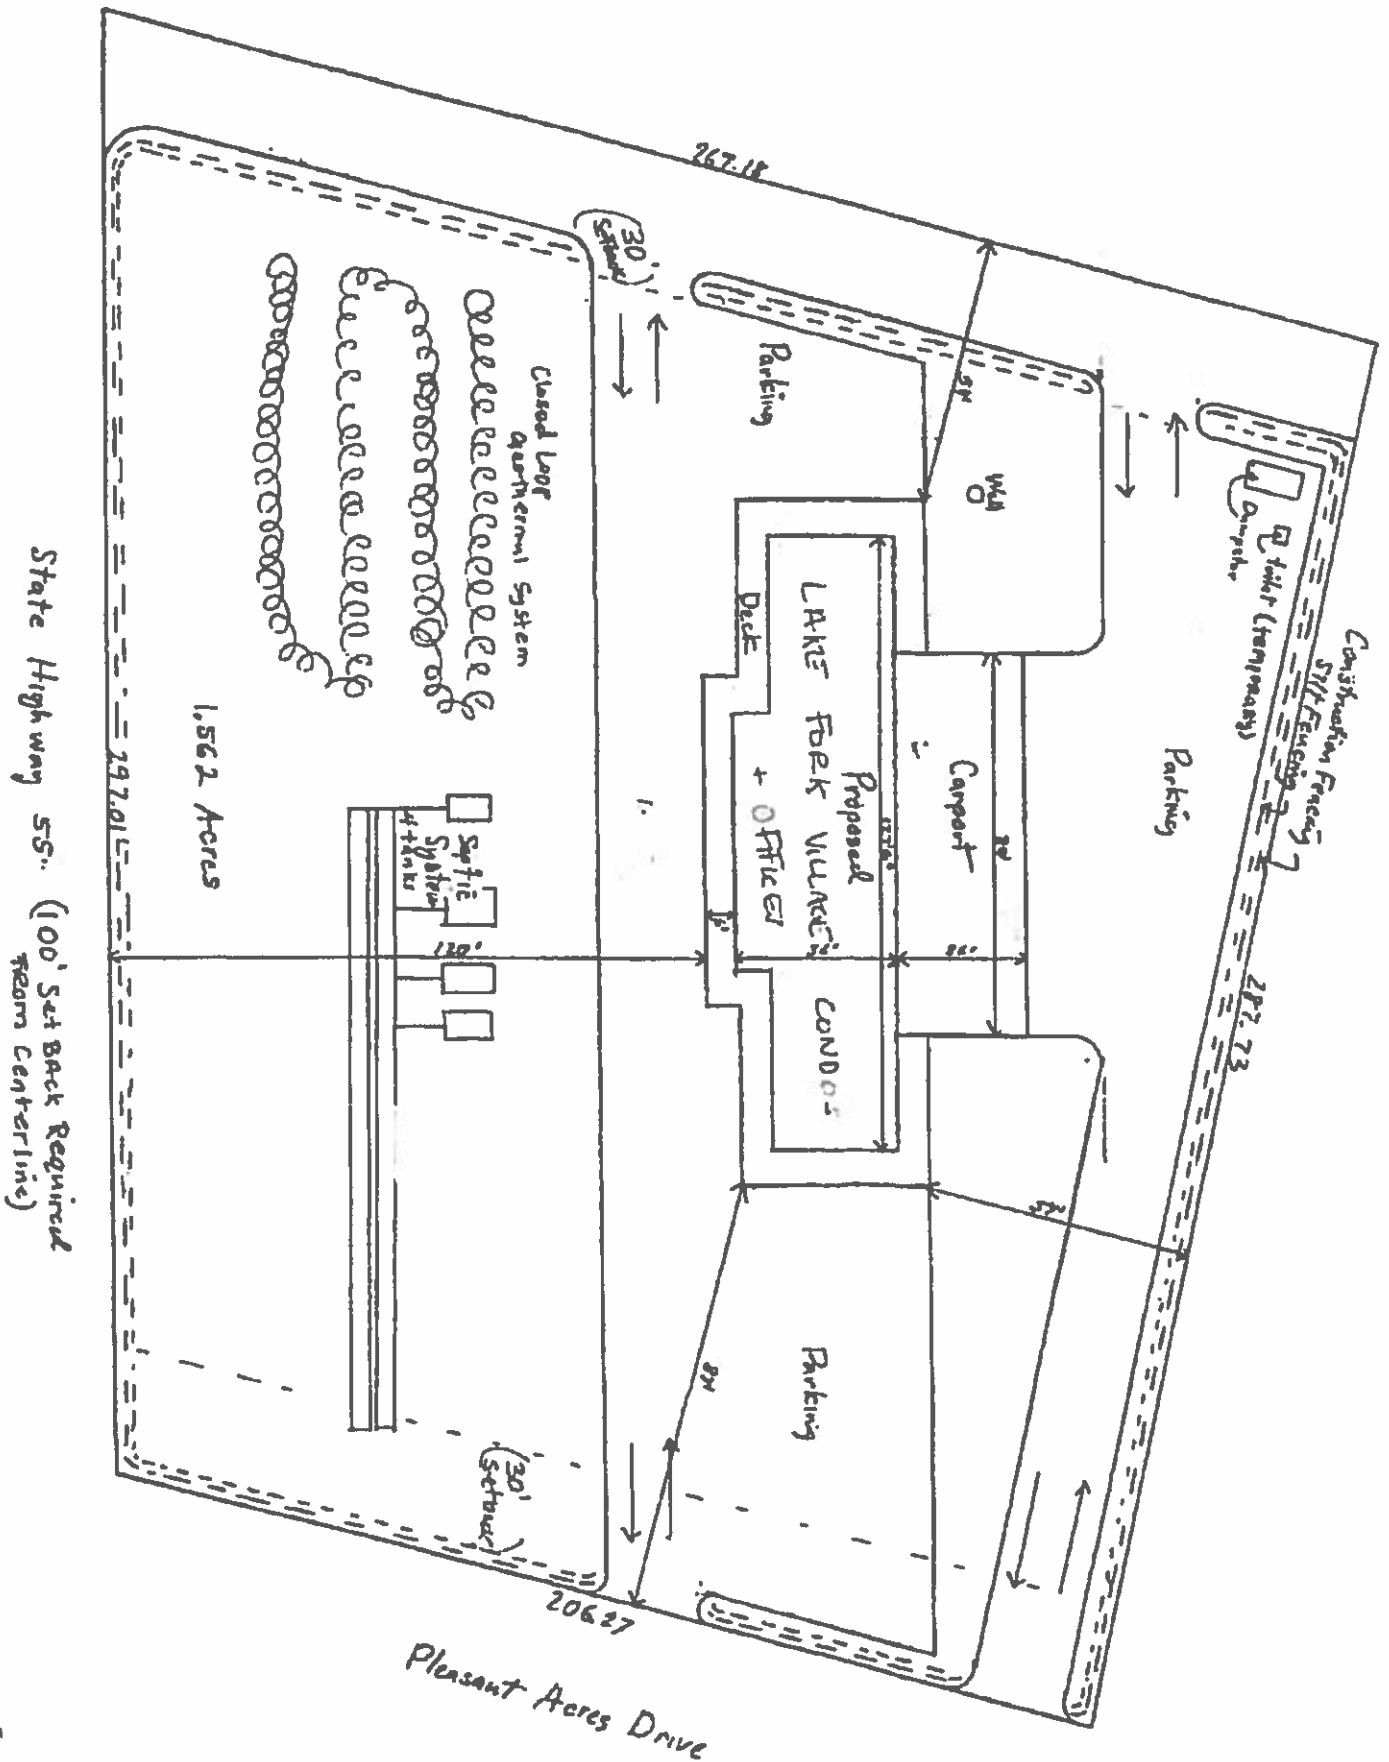 267.18
(30'
Setback)
Parking
Well
Dumpster
toilet (temporary)
Construction Fencing
Silt Fencing
Parking
287.73
Closed Loop
Geothermal System
Deck
LAKE FORK VILLAGE CONDO-
Proposed
+ OFFICE
Carport
1.562 Acres
Septic
System
4 tanks
120'
Parking
(30'
Setback)
297.01
206.27
State Highway 55
(100' SetBack Required
From Centerline)
Pleasant Acres Drive